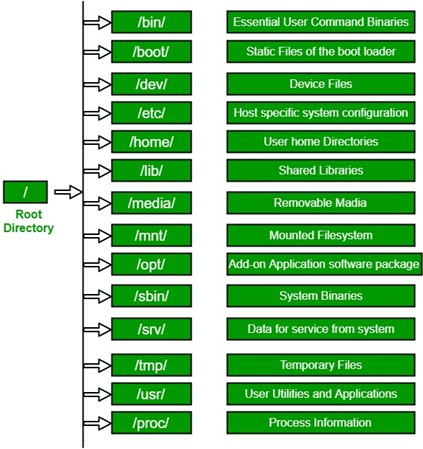 /bin/ Essential User Command Binaries
/boot/ Static Files of the boot loader
/dev/ Device Files
/etc/ Host specific system configuration
/home/ User home Directories
/lib/ Shared Libraries
/ 
Root
Directory
/media/ Removable Madia
/mnt/ Mounted Filesystem
/opt/ Add-on Application software package
/sbin/ System Binaries
/srv/ Data for service from system
/tmp/ Temporary Files
/usr/ User Utilities and Applications
/proc/ Process Information